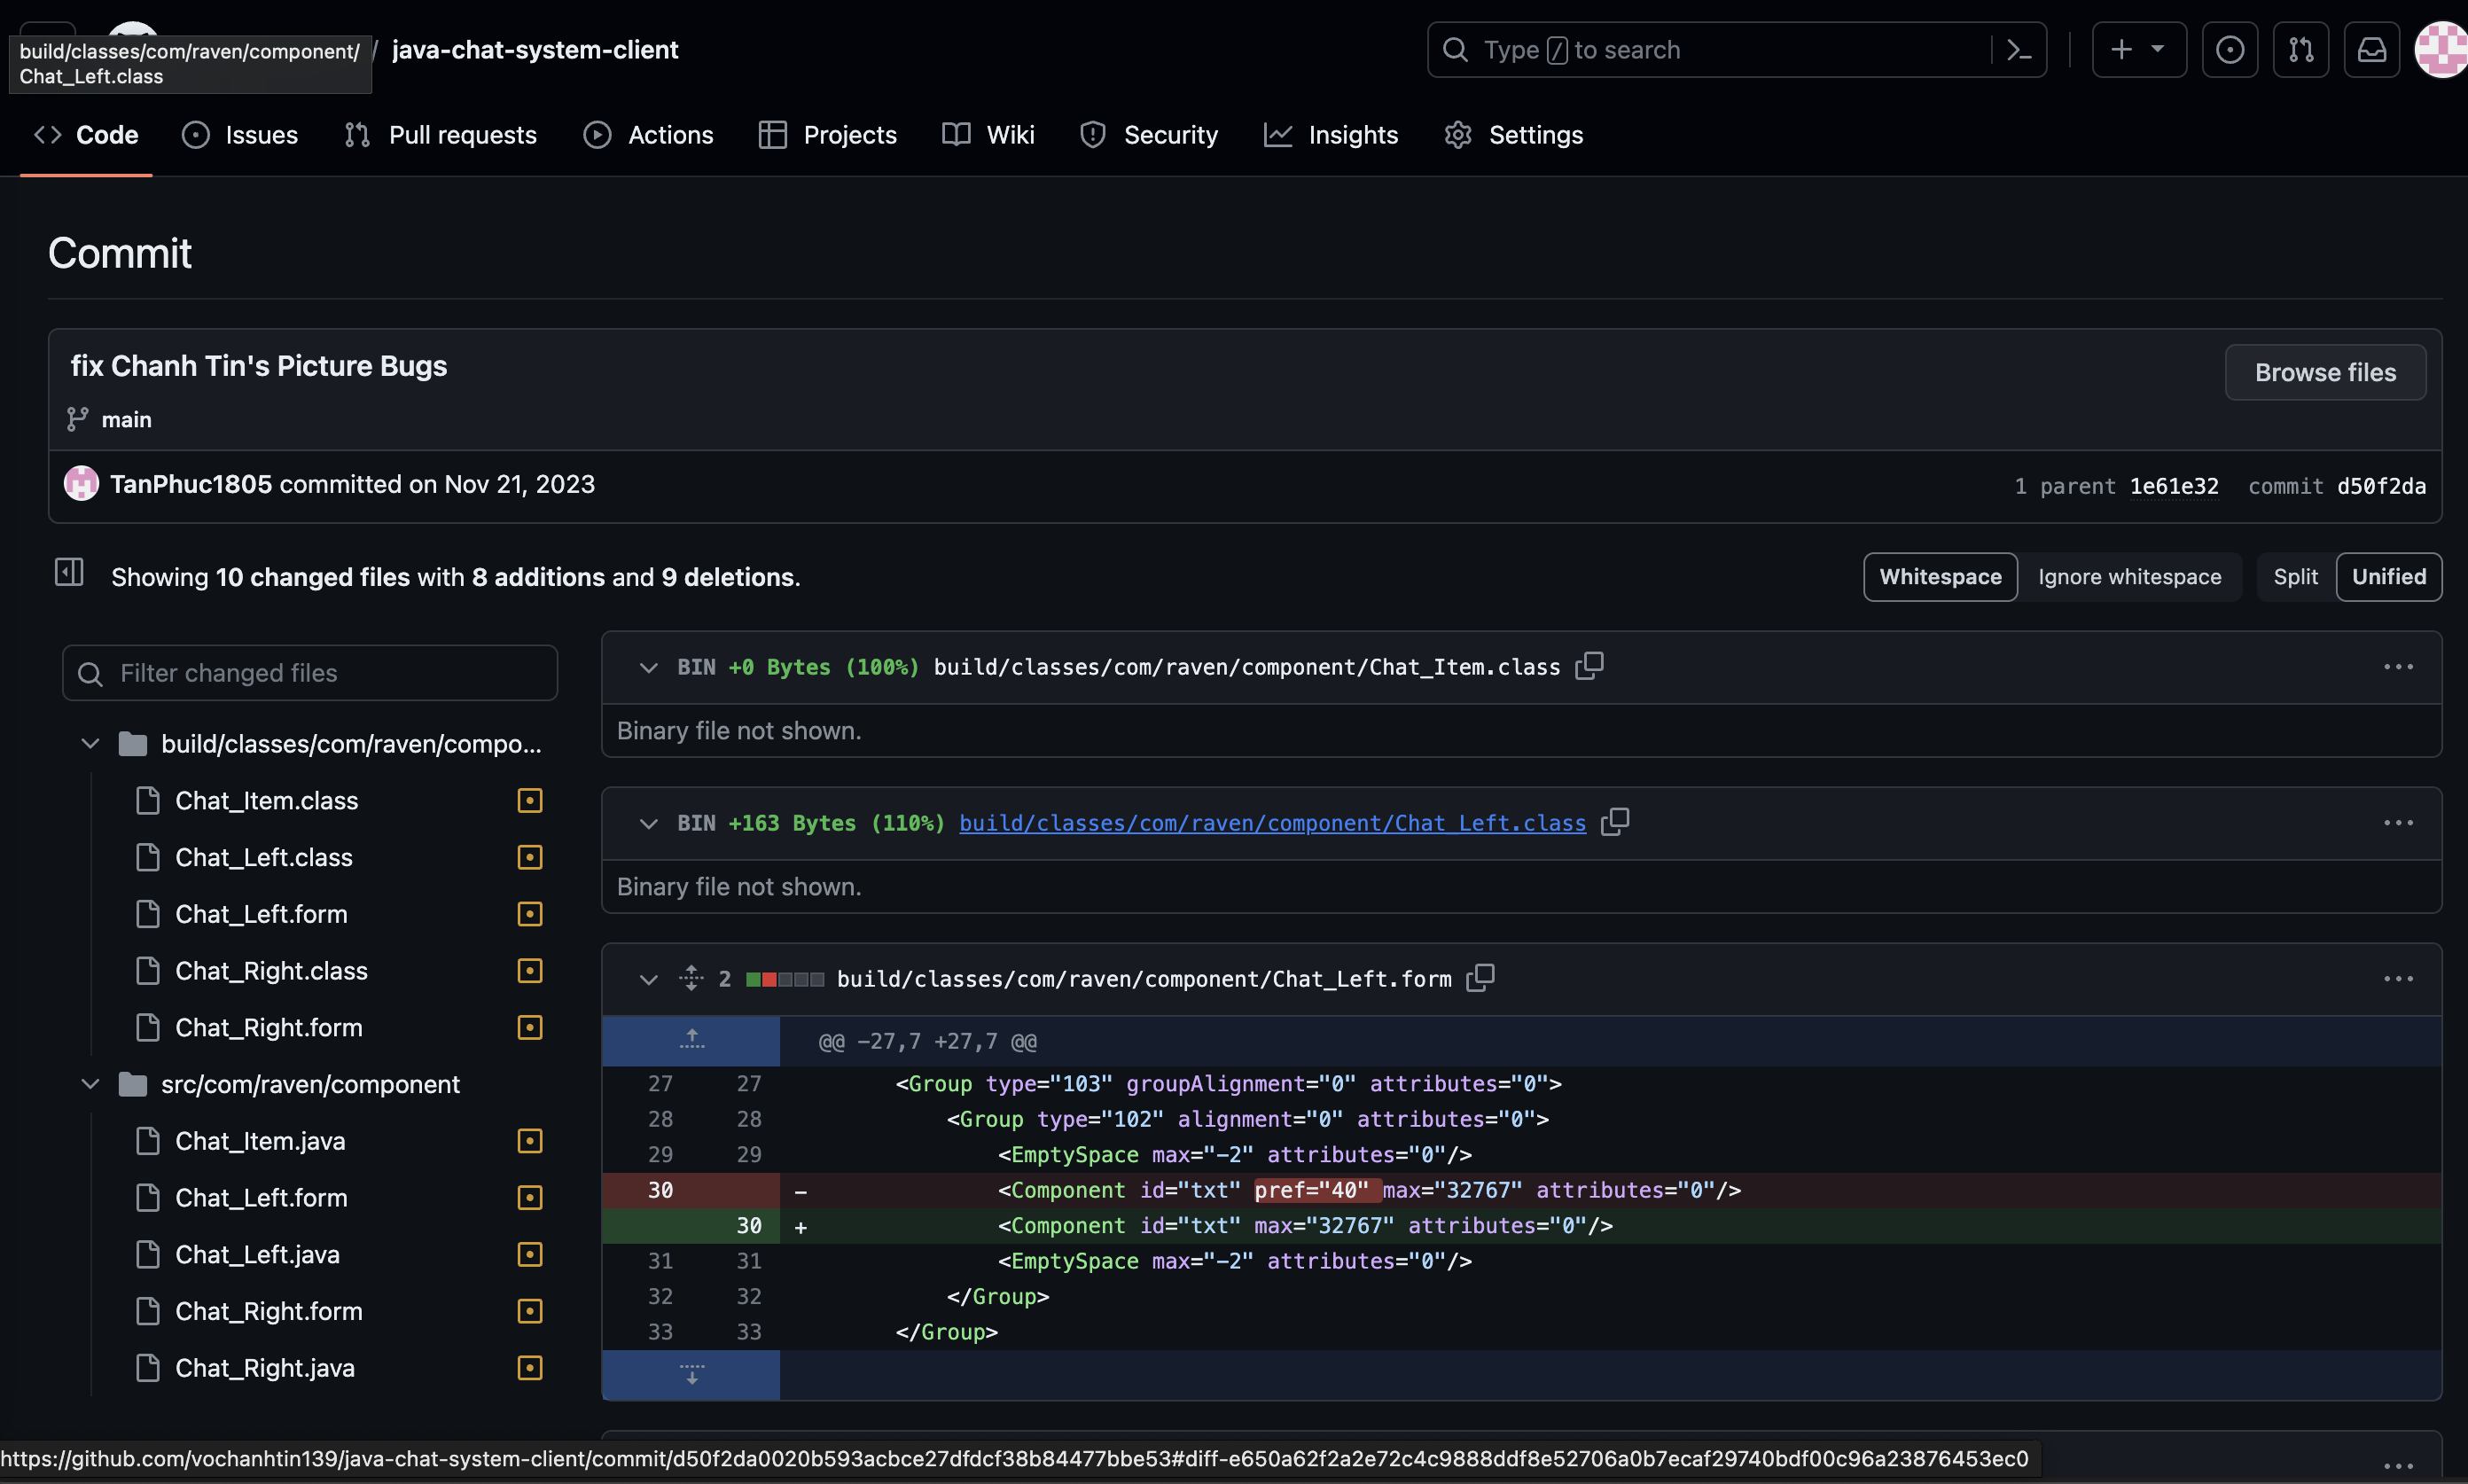 build/classes/com/raven/component/
Chat_Left.class
/ java-chat-system-client
Type / to search
Code Issues Pull requests Actions Projects Wiki Security Insights Settings
Commit
fix Chanh Tin's Picture Bugs
Browse files
main
TanPhuc1805 committed on Nov 21, 2023
1 parent 1e61e32 commit d50f2da
Showing 10 changed files with 8 additions and 9 deletions.
Whitespace Ignore whitespace Split Unified
Filter changed files
build/classes/com/raven/compo...
Chat_Item.class
Chat_Left.class
Chat_Left.form
Chat_Right.class
Chat_Right.form
src/com/raven/component
Chat_Item.java
Chat_Left.form
Chat_Left.java
Chat_Right.form
Chat_Right.java
BIN +0 Bytes (100%) build/classes/com/raven/component/Chat_Item.class
Binary file not shown.
BIN +163 Bytes (110%) build/classes/com/raven/component/Chat_Left.class
Binary file not shown.
2 build/classes/com/raven/component/Chat_Left.form
@@ -27,7 +27,7 @@
27 27 <Group type="103" groupAlignment="0" attributes="0">
28 28 <Group type="102" alignment="0" attributes="0">
29 29 <EmptySpace max="-2" attributes="0"/>
30 - <Component id="txt" pref="40" max="32767" attributes="0"/>
30 + <Component id="txt" max="32767" attributes="0"/>
31 31 <EmptySpace max="-2" attributes="0"/>
32 32 </Group>
33 33 </Group>
https://github.com/vochanhtin139/java-chat-system-client/commit/d50f2da0020b593acbce27dfdcf38b84477bbe53#diff-e650a62f2a2e72c4c9888ddf8e52706a0b7ecaf29740bdf00c96a23876453ec0